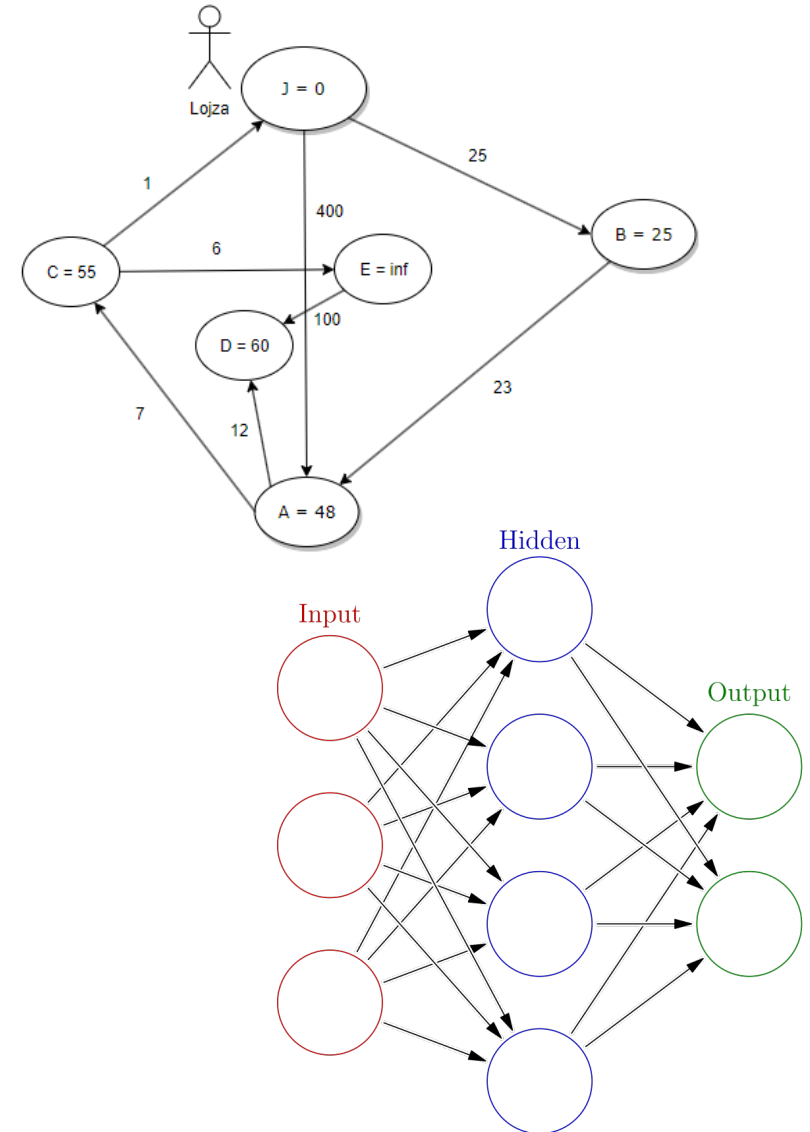 J = 0
Lojza
25
1
400
B = 25
6
C = 55
E = inf
100
D = 60
23
7
12
A = 48
Hidden
Input
Output